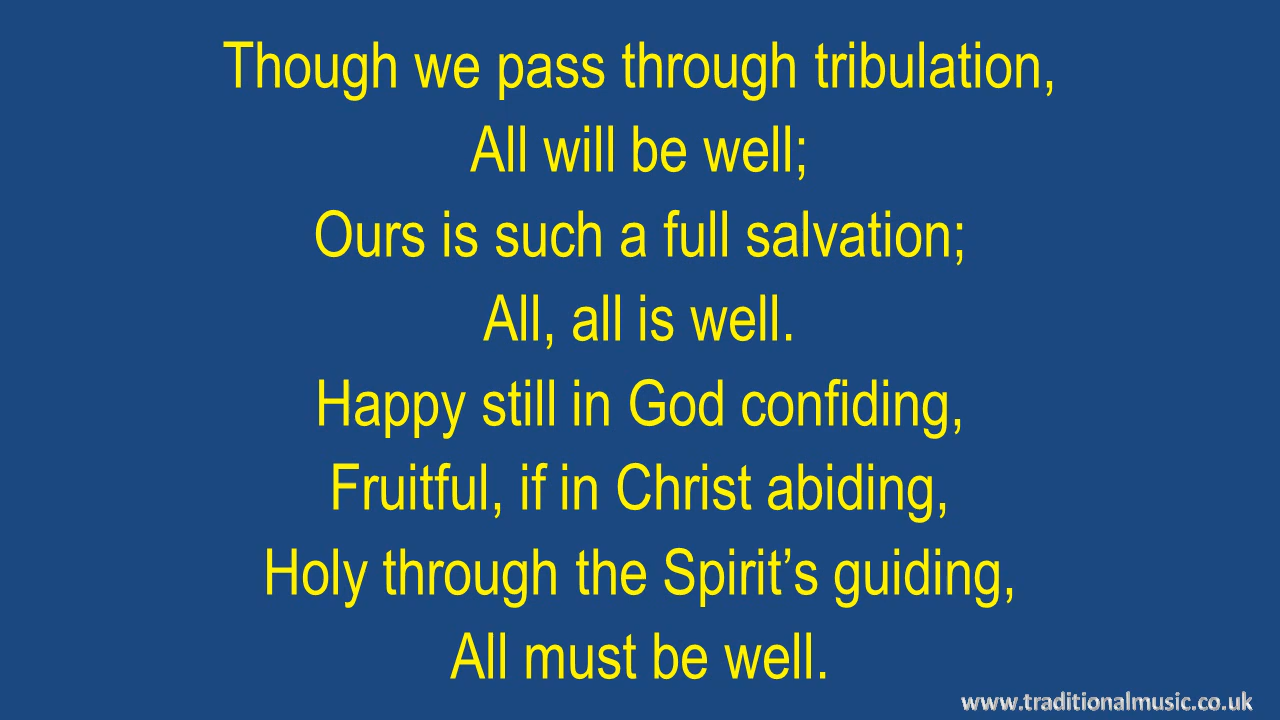 Though we pass through tribulation,
All will be well;
Ours is such a full salvation;
All, all is well.
Happy still in God confiding,
Fruitful, if in Christ abiding,
Holy through the Spirit’s guiding,
All must be well.
www.traditionalmusic.co.uk